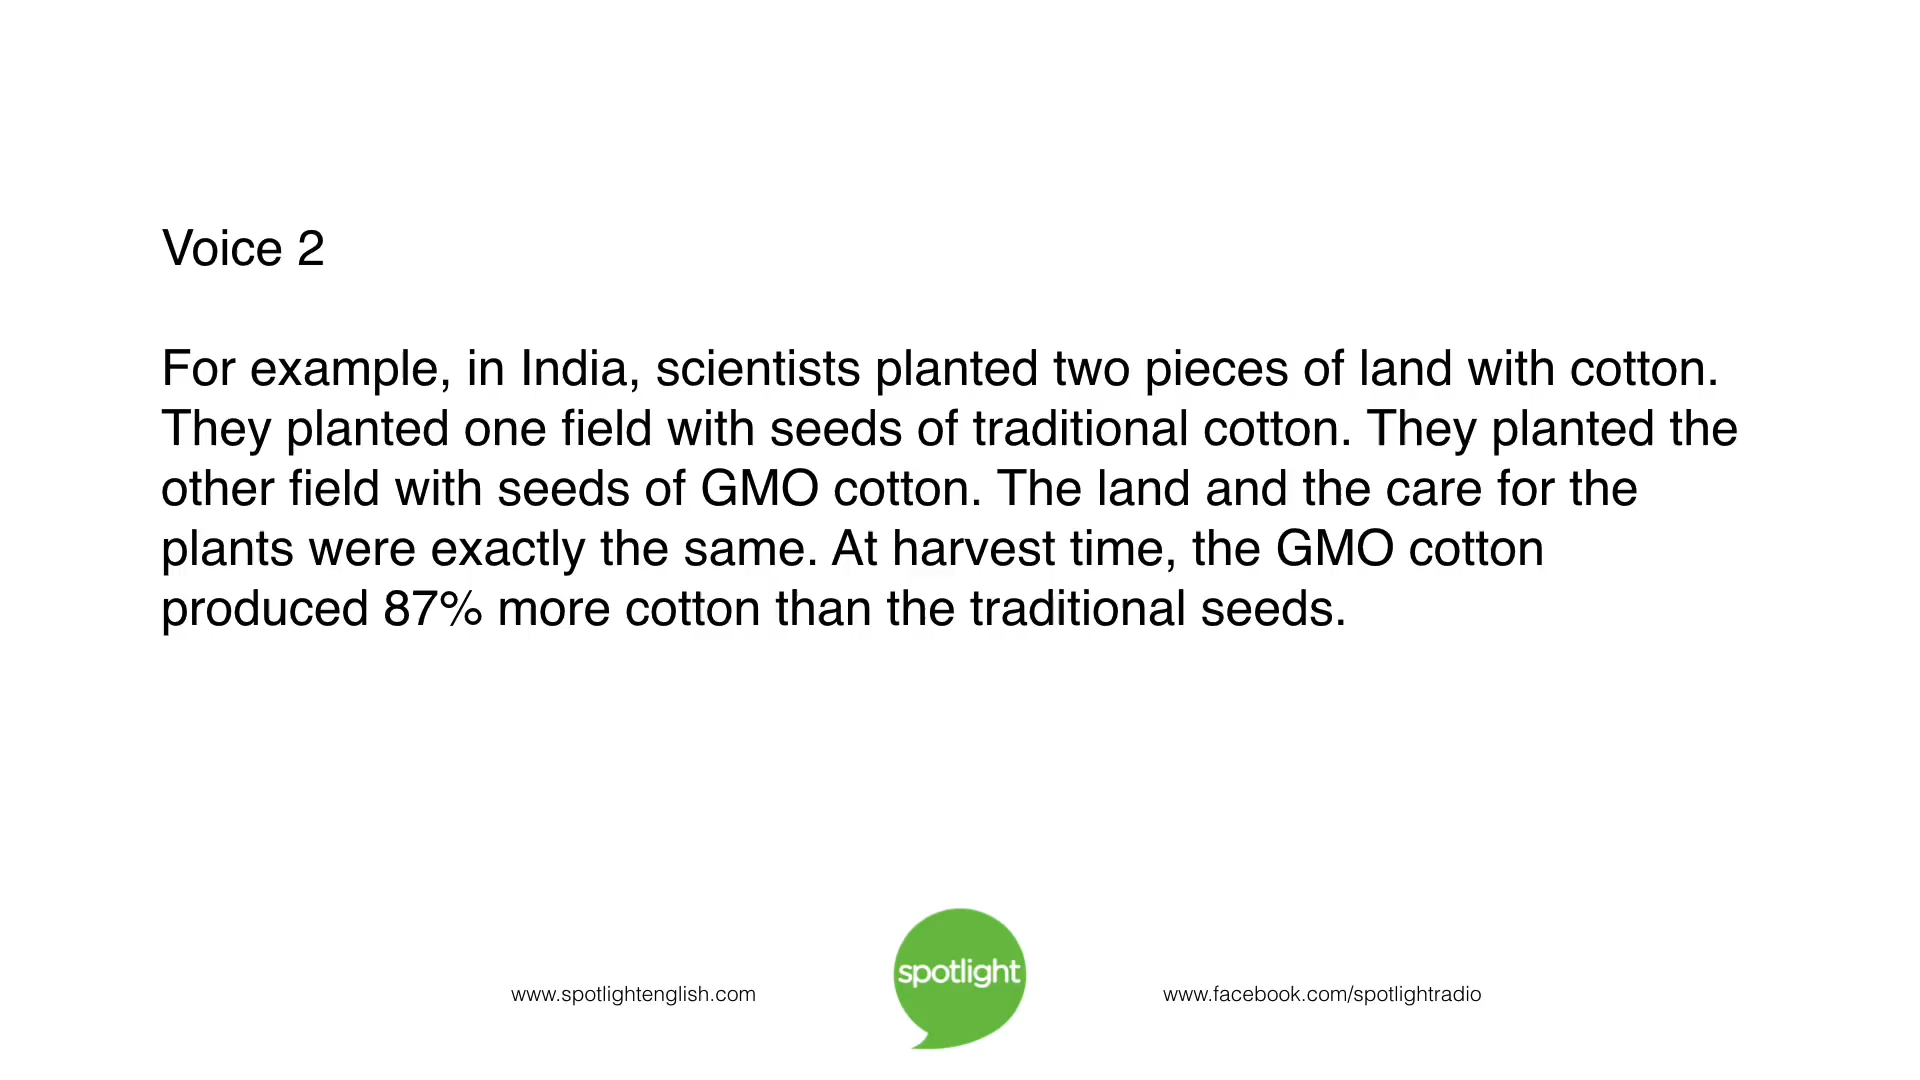 Voice 2
For example, in India, scientists planted two pieces of land with cotton.
They planted one field with seeds of traditional cotton. They planted the
other field with seeds of GMO cotton. The land and the care for the
plants were exactly the same. At harvest time, the GMO cotton
produced 87% more cotton than the traditional seeds.
www.spotlightenglish.com
spotlight
www.facebook.com/spotlightradio